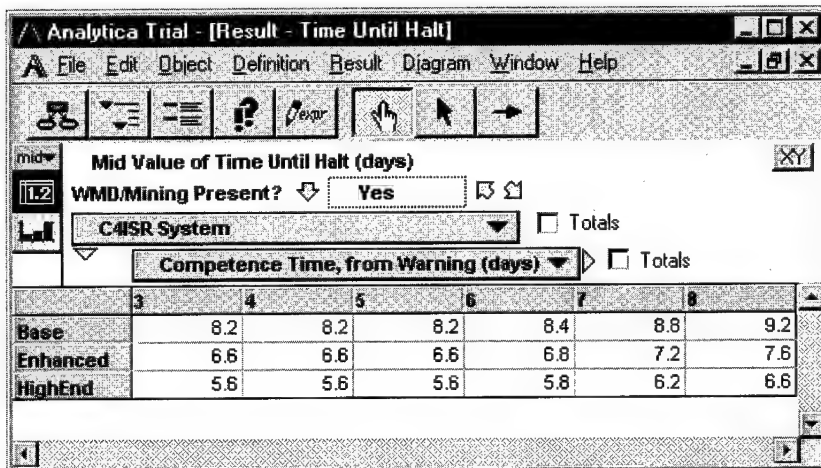 Analytica Trial - [Result - Time Until Halt]
File Edit Object Definition Result Diagram Window Help
expr
mid
Mid Value of Time Until Halt (days)
XY
1.2
WMD/Mining Present? Yes
C4ISR System Totals
Competence Time, from Warning (days) Totals
3 4 5 6 7 8
Base 8.2 8.2 8.2 8.4 8.8 9.2
Enhanced 6.6 6.6 6.6 6.8 7.2 7.6
HighEnd 5.6 5.6 5.6 5.8 6.2 6.6